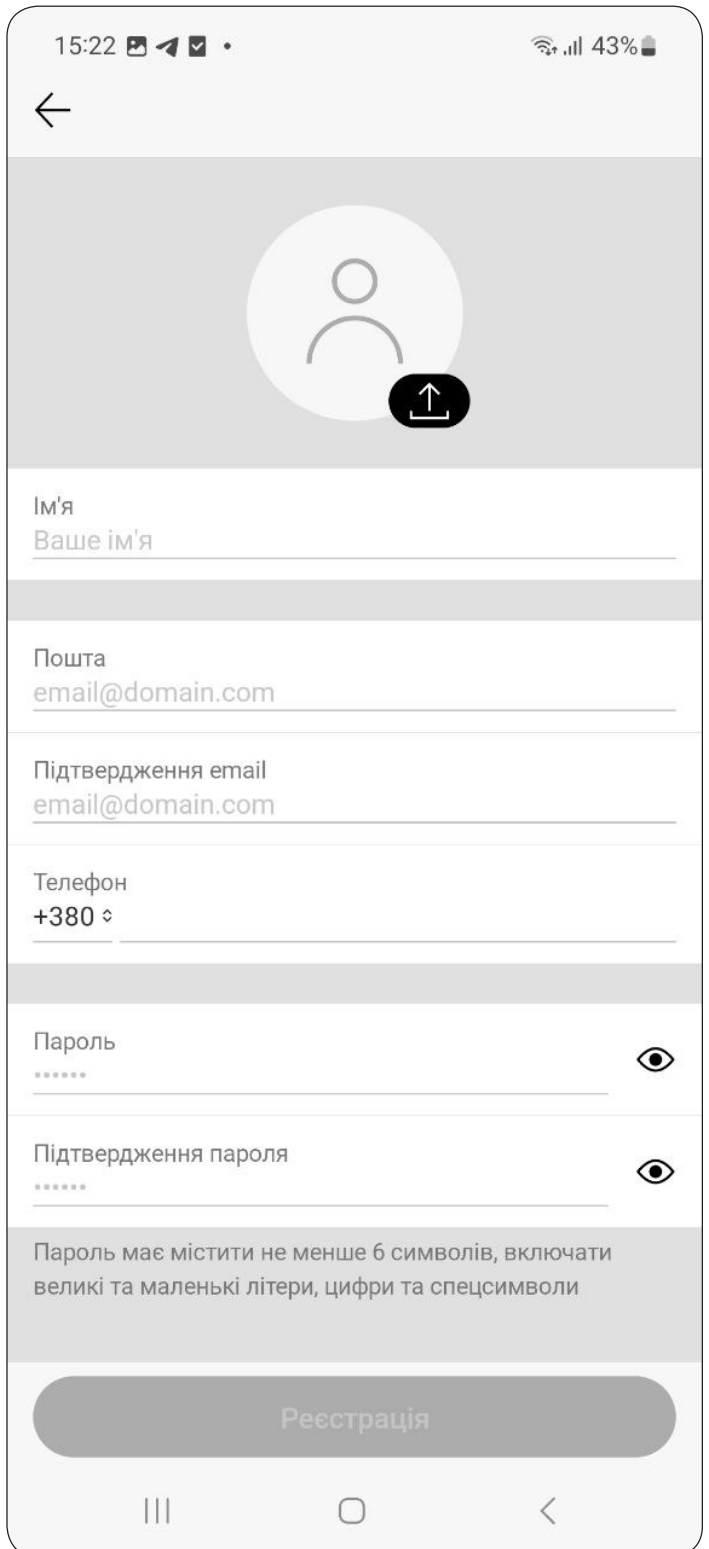 15:22
43%
Ім'я
Ваше ім'я
Пошта
email@domain.com
Підтвердження email
email@domain.com
Телефон
+380
Пароль
••••••
Підтвердження пароля
••••••
Пароль має містити не менше 6 символів, включати
великі та маленькі літери, цифри та спецсимволи
Реєстрація